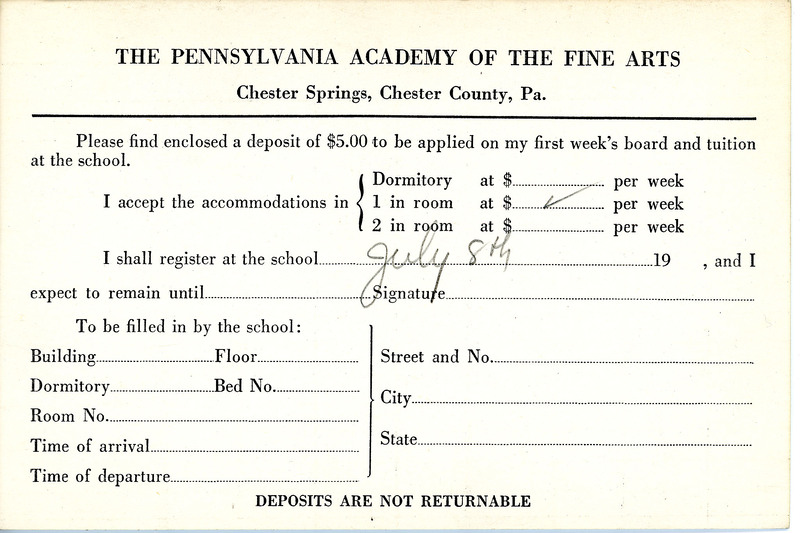 THE PENNSYLVANIA ACADEMY OF THE FINE ARTS
Chester Springs, Chester County, Pa.
Please find enclosed a deposit of $5.00 to be applied on my first week's board and tuition
at the school.
I accept the accommodations in { Dormitory at $.......... per week
1 in room at $.....✓..... per week
2 in room at $.......... per week
I shall register at the school.....July 8th.....19 , and I
expect to remain until..........Signature..........
To be filled in by the school:
Building..........Floor..........
Dormitory..........Bed No...........
Room No...........
Time of arrival..........
Time of departure..........
Street and No...........
City..........
State..........
DEPOSITS ARE NOT RETURNABLE